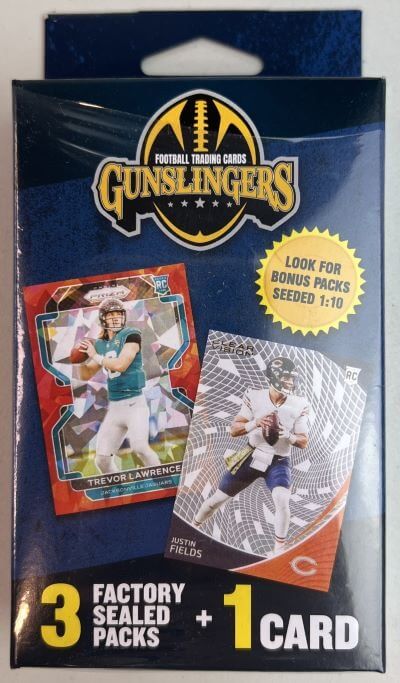 FOOTBALL TRADING CARDS
GUNSLINGERS
LOOK FOR
BONUS PACKS
SEEDED 1:10
PRIZM
RC
TREVOR LAWRENCE
JACKSONVILLE JAGUARS
CLEAR
VISION
RC
JUSTIN
FIELDS
3 FACTORY
SEALED
PACKS
+ 1 CARD